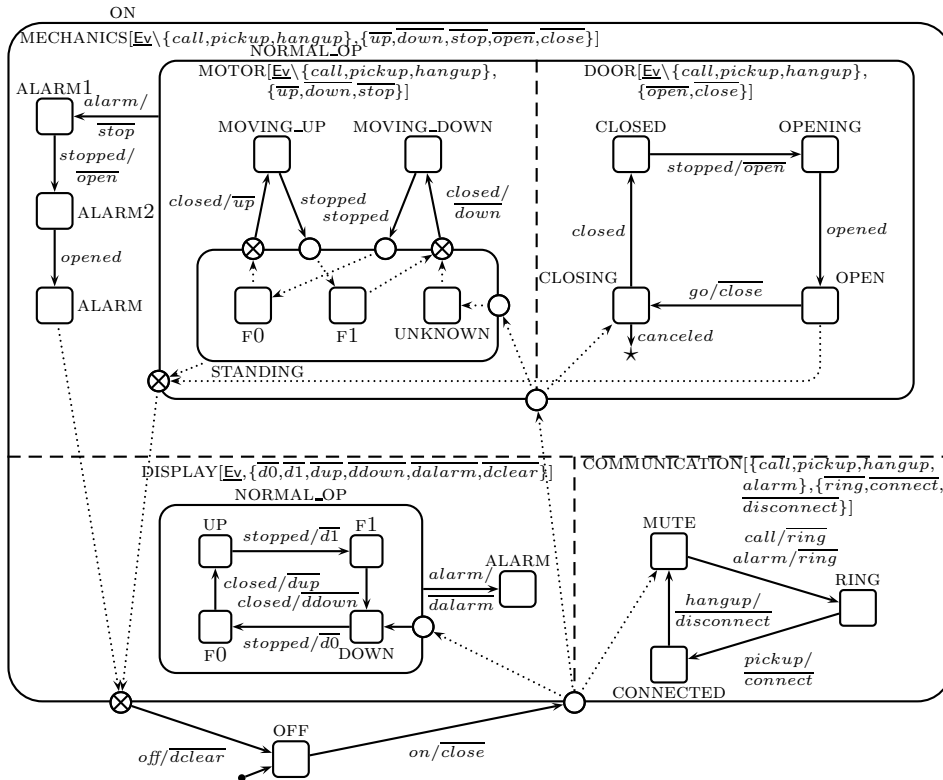 ON
MECHANICS[Ev\{call,pickup,hangup},{up,down,stop,open,close}]
NORMAL_OP
MOTOR[Ev\{call,pickup,hangup},
{up,down,stop}]
DOOR[Ev\{call,pickup,hangup},
{open,close}]
ALARM1
alarm/
stop
MOVING_UP
MOVING_DOWN
CLOSED
OPENING
stopped/
open
stopped/open
closed/up
stopped
stopped
closed/
down
ALARM2
opened
closed
opened
CLOSING
OPEN
go/close
ALARM
F0
F1
UNKNOWN
canceled
STANDING
DISPLAY[Ev,{d0,d1,dup,ddown,dalarm,dclear}]
COMMUNICATION[{call,pickup,hangup,
alarm},{ring,connect,
disconnect}]
NORMAL_OP
UP
stopped/d1
F1
MUTE
call/ring
alarm/ring
closed/dup
closed/ddown
alarm/
dalarm
ALARM
RING
hangup/
disconnect
stopped/d0
F0
DOWN
pickup/
connect
CONNECTED
OFF
off/dclear
on/close